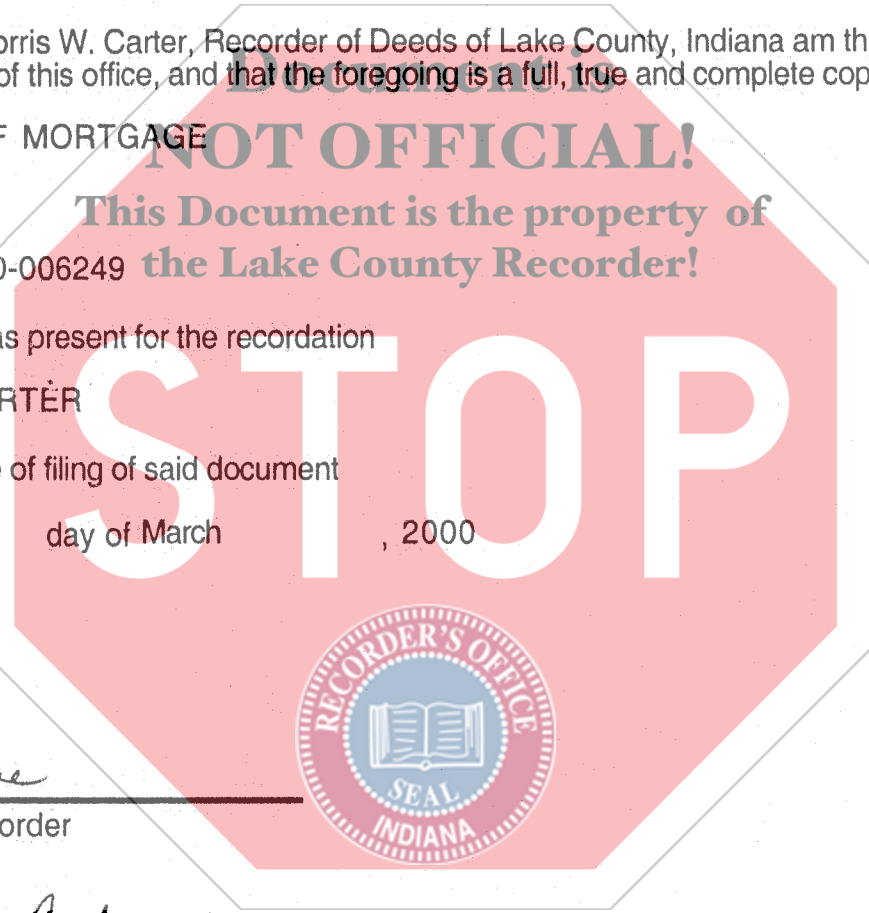 orris W. Carter, Recorder of Deeds of Lake County, Indiana am th
of this office, and that the foregoing is a full, true and complete cop
Document is
F MORTGAGE
NOT OFFICIAL!
This Document is the property of
0-006249
the Lake County Recorder!
as present for the recordation
STOP
RTER
of filing of said document
day of March , 2000
RECORDER'S OFFICE
SEAL
INDIANA
order